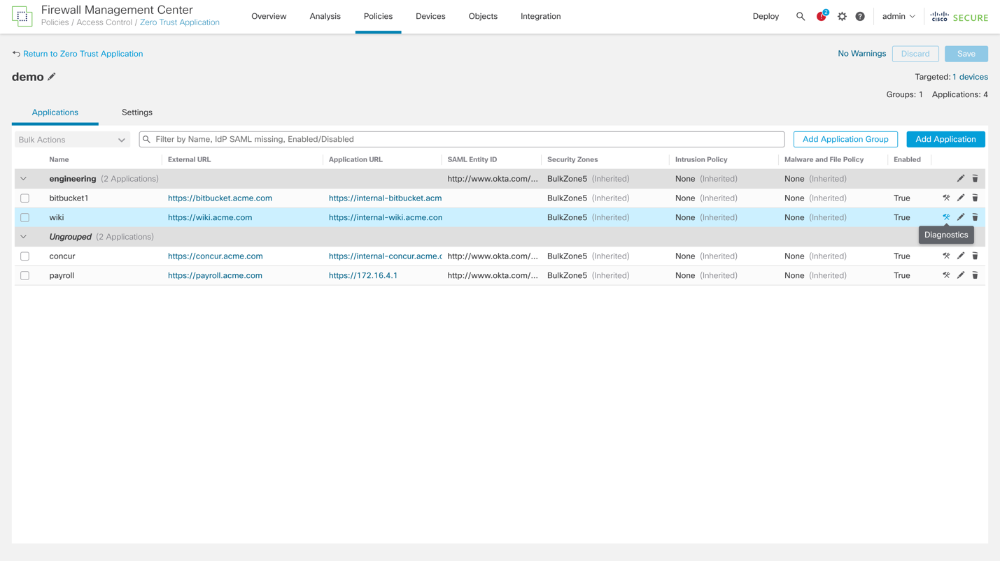 Firewall Management Center
Policies / Access Control / Zero Trust Application
Overview Analysis Policies Devices Objects Integration
Deploy 2 admin cisco SECURE
Return to Zero Trust Application
No Warnings Discard Save
demo
Targeted: 1 devices
Groups: 1 Applications: 4
Applications Settings
Bulk Actions Filter by Name, IdP SAML missing, Enabled/Disabled Add Application Group Add Application
Name External URL Application URL SAML Entity ID Security Zones Intrusion Policy Malware and File Policy Enabled
engineering (2 Applications) http://www.okta.com/... BulkZone5 (Inherited) None (Inherited) None (Inherited)
bitbucket1 https://bitbucket.acme.com https://internal-bitbucket.acm BulkZone5 (Inherited) None (Inherited) None (Inherited) True
wiki https://wiki.acme.com https://internal-wiki.acme.con BulkZone5 (Inherited) None (Inherited) None (Inherited) True
Ungrouped (2 Applications)
Diagnostics
concur https://concur.acme.com https://internal-concur.acme.c http://www.okta.com/... BulkZone5 (Inherited) None (Inherited) None (Inherited) True
payroll https://payroll.acme.com https://172.16.4.1 http://www.okta.com/... BulkZone5 (Inherited) None (Inherited) None (Inherited) True